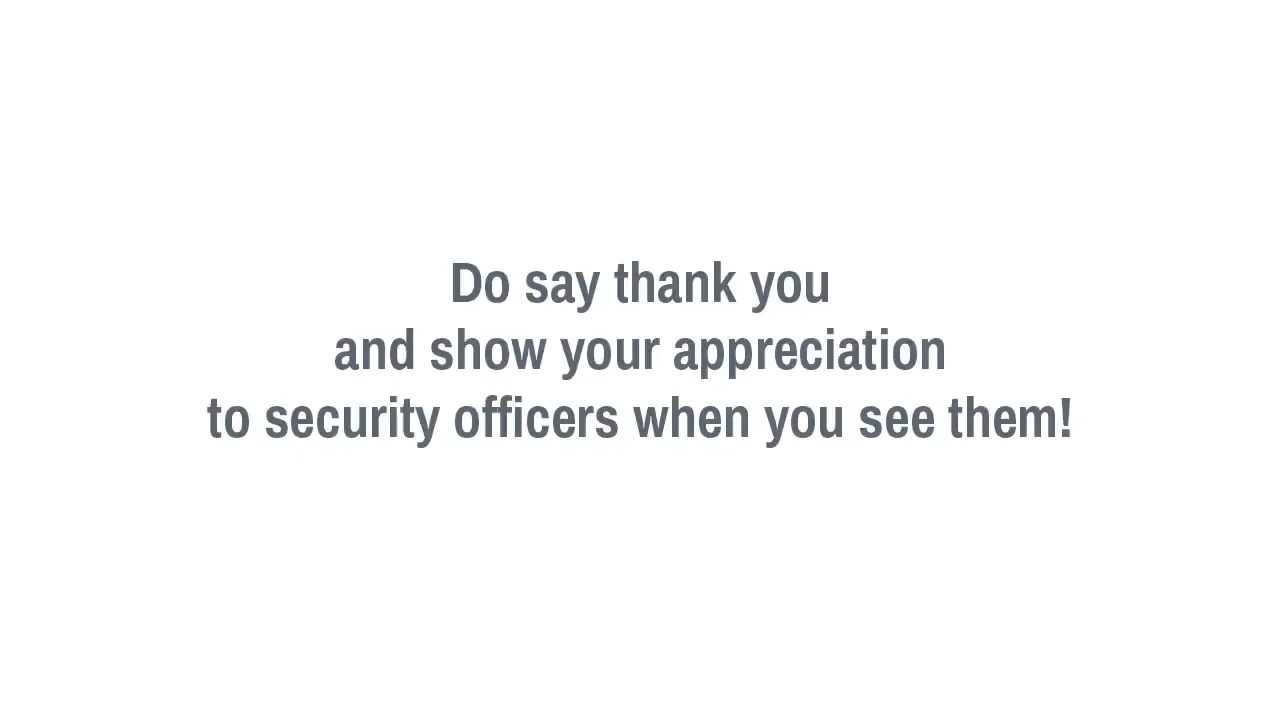 Do say thank you
and show your appreciation
to security officers when you see them!